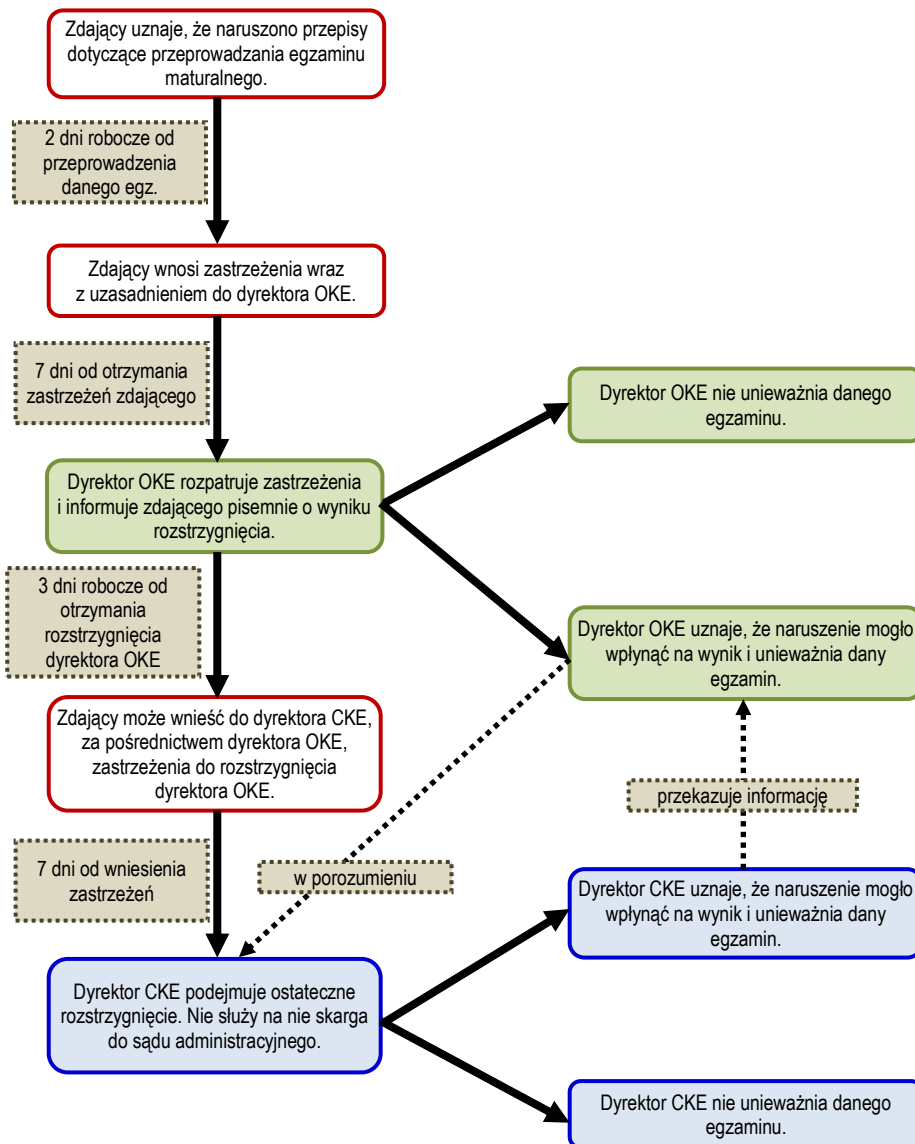 Zdający uznaje, że naruszono przepisy
dotyczące przeprowadzania egzaminu
maturalnego.
2 dni robocze od
przeprowadzenia
danego egz.
Zdający wnosi zastrzeżenia wraz
z uzasadnieniem do dyrektora OKE.
7 dni od otrzymania
zastrzeżeń zdającego
Dyrektor OKE nie unieważnia danego
egzaminu.
Dyrektor OKE rozpatruje zastrzeżenia
i informuje zdającego pisemnie o wyniku
rozstrzygnięcia.
3 dni robocze od
otrzymania
rozstrzygnięcia
dyrektora OKE
Dyrektor OKE uznaje, że naruszenie mogło
wpłynąć na wynik i unieważnia dany
egzamin.
Zdający może wnieść do dyrektora CKE,
za pośrednictwem dyrektora OKE,
zastrzeżenia do rozstrzygnięcia
dyrektora OKE.
przekazuje informację
7 dni od wniesienia
zastrzeżeń
w porozumieniu
Dyrektor CKE uznaje, że naruszenie mogło
wpłynąć na wynik i unieważnia dany
egzamin.
Dyrektor CKE podejmuje ostateczne
rozstrzygnięcie. Nie służy na nie skarga
do sądu administracyjnego.
Dyrektor CKE nie unieważnia danego
egzaminu.